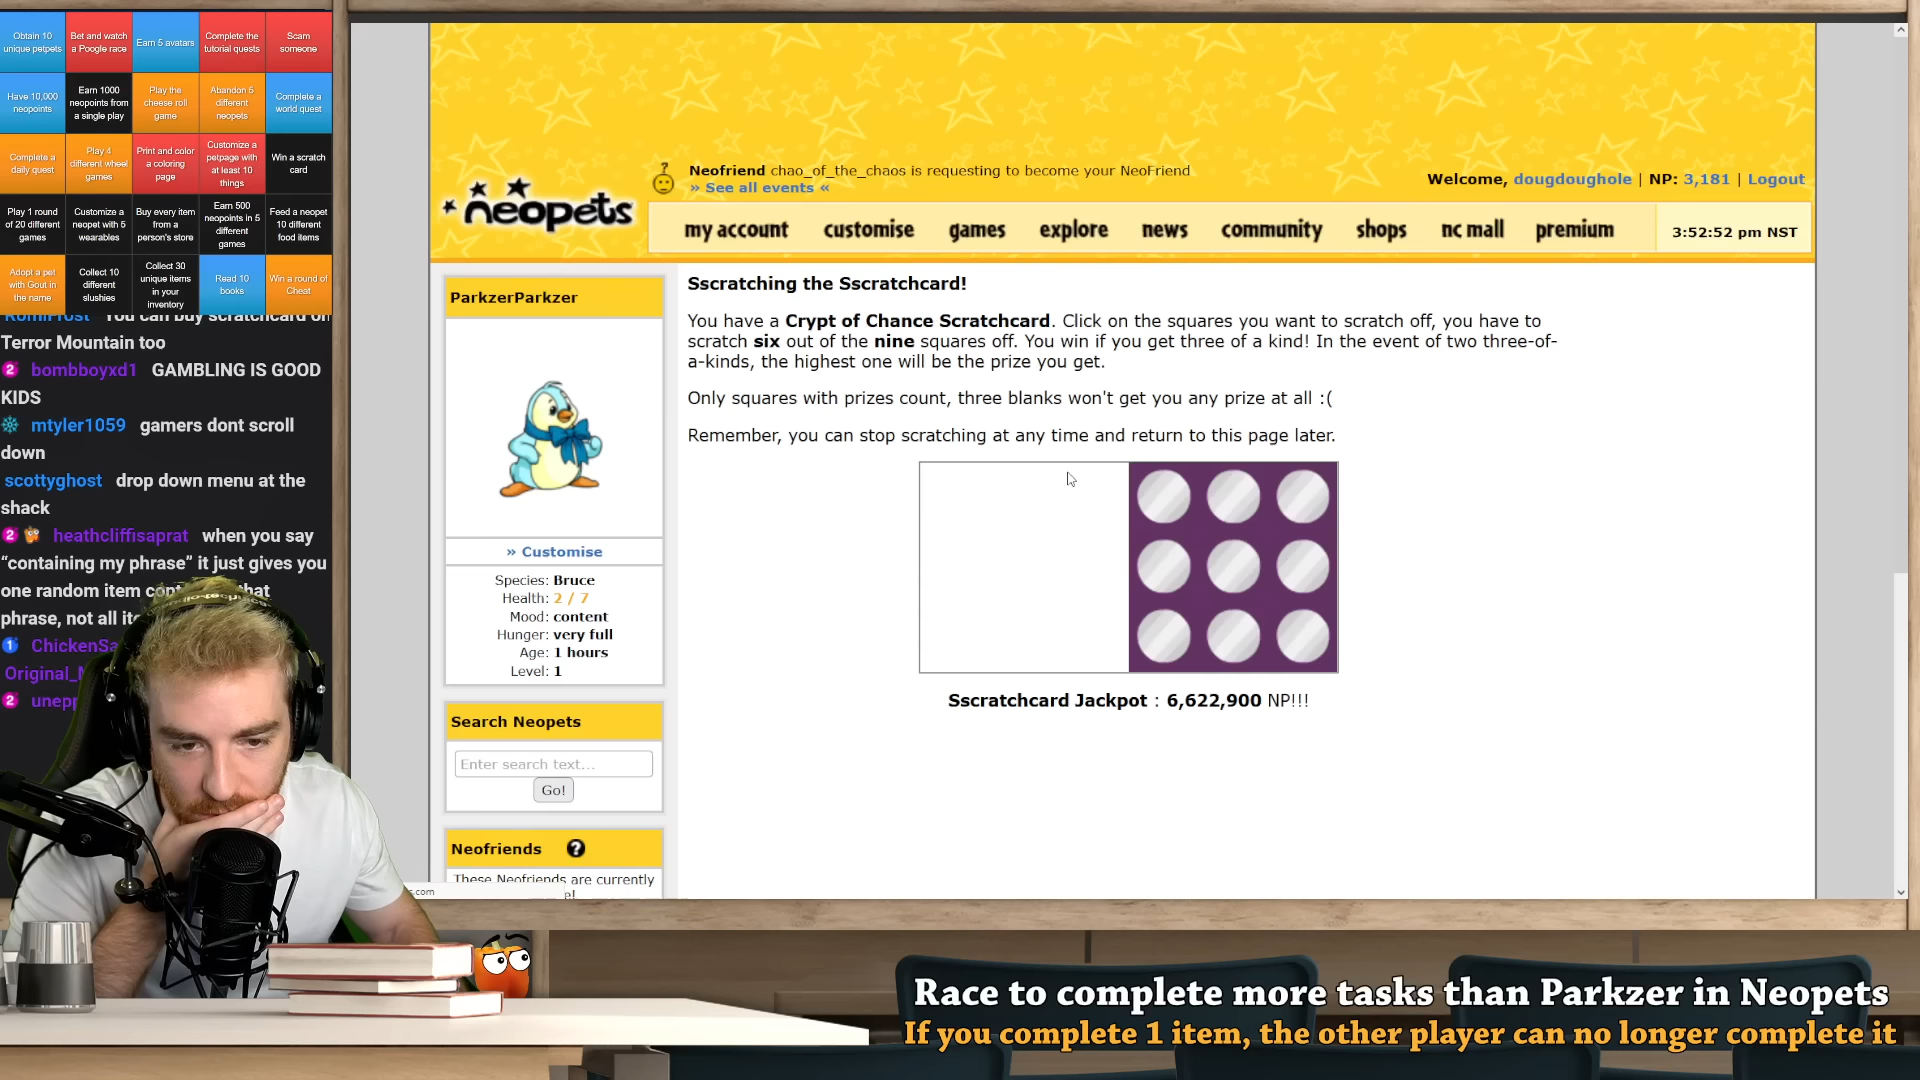 Obtain 10
unique petpets
Bet and watch
a Poogle race
Earn 5 avatars
Complete the
tutorial quests
Scam
someone
Have 10,000
neopoints
Earn 1000
neopoints from
a single play
Play the
cheese roll
game
Abandon 5
different
neopets
Complete a
world quest
Complete a
daily quest
Play 4
different wheel
games
Print and color
a coloring
page
Customize a
petpage with
at least 10
things
Win a scratch
card
Play 1 round
of 20 different
games
Customize a
neopet with 5
wearables
Buy every item
from a
person's store
Earn 500
neopoints in 5
different
games
Feed a neopet
10 different
food items
Adopt a pet
with Gout in
the name
Collect 10
different
slushies
Collect 30
unique items
in your
inventory
Read 10
books
Win a round of
Cheat
RomiFrost You can buy scratchcard on
Terror Mountain too
bombboyxd1 GAMBLING IS GOOD
KIDS
mtyler1059 gamers dont scroll
down
scottyghost drop down menu at the
shack
heathcliffisaprat when you say
“containing my phrase” it just gives you
one random item that
phrase, not all
Neofriend chao_of_the_chaos is requesting to become your NeoFriend
» See all events «
Welcome, dougdoughole | NP: 3,181 | Logout
neopets
my account customise games explore news community shops nc mall premium
3:52:52 pm NST
ParkzerParkzer
» Customise
Species: Bruce
Health: 2 / 7
Mood: content
Hunger: very full
Age: 1 hours
Level: 1
Search Neopets
Enter search text...
Go!
Neofriends ?
These Neofriends are currently
Sscratching the Sscratchcard!
You have a Crypt of Chance Scratchcard. Click on the squares you want to scratch off, you have to
scratch six out of the nine squares off. You win if you get three of a kind! In the event of two three-of-
a-kinds, the highest one will be the prize you get.
Only squares with prizes count, three blanks won't get you any prize at all :(
Remember, you can stop scratching at any time and return to this page later.
Sscratchcard Jackpot : 6,622,900 NP!!!
Race to complete more tasks than Parkzer in Neopets
If you complete 1 item, the other player can no longer complete it